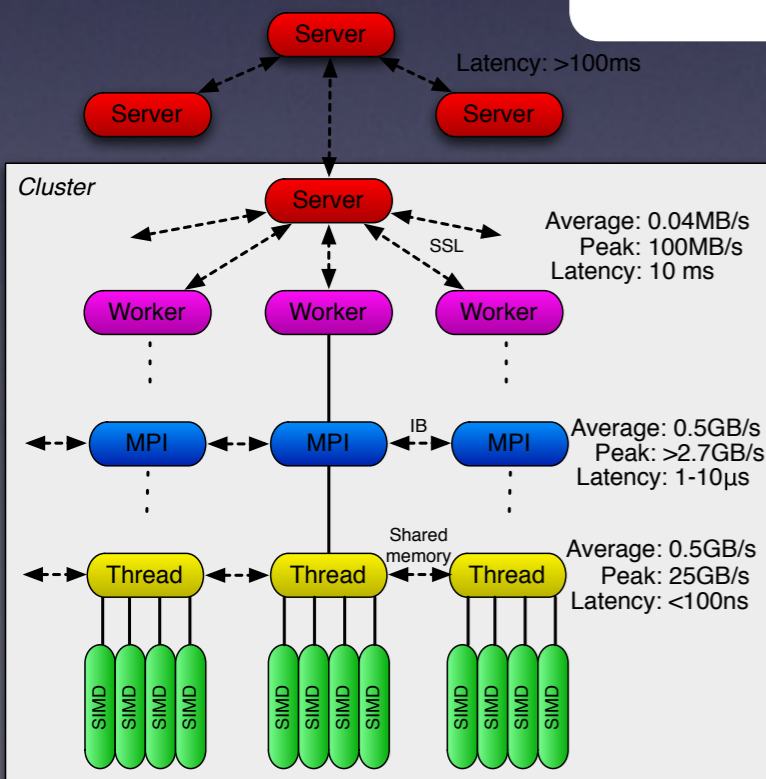 Server
Latency: >100ms
Server
Server
Cluster
Server
SSL
Average: 0.04MB/s
Peak: 100MB/s
Latency: 10 ms
Worker
Worker
Worker
MPI
MPI
IB
MPI
Average: 0.5GB/s
Peak: >2.7GB/s
Latency: 1-10µs
Shared
memory
Thread
Thread
Thread
Average: 0.5GB/s
Peak: 25GB/s
Latency: <100ns
SIMD
SIMD
SIMD
SIMD
SIMD
SIMD
SIMD
SIMD
SIMD
SIMD
SIMD
SIMD